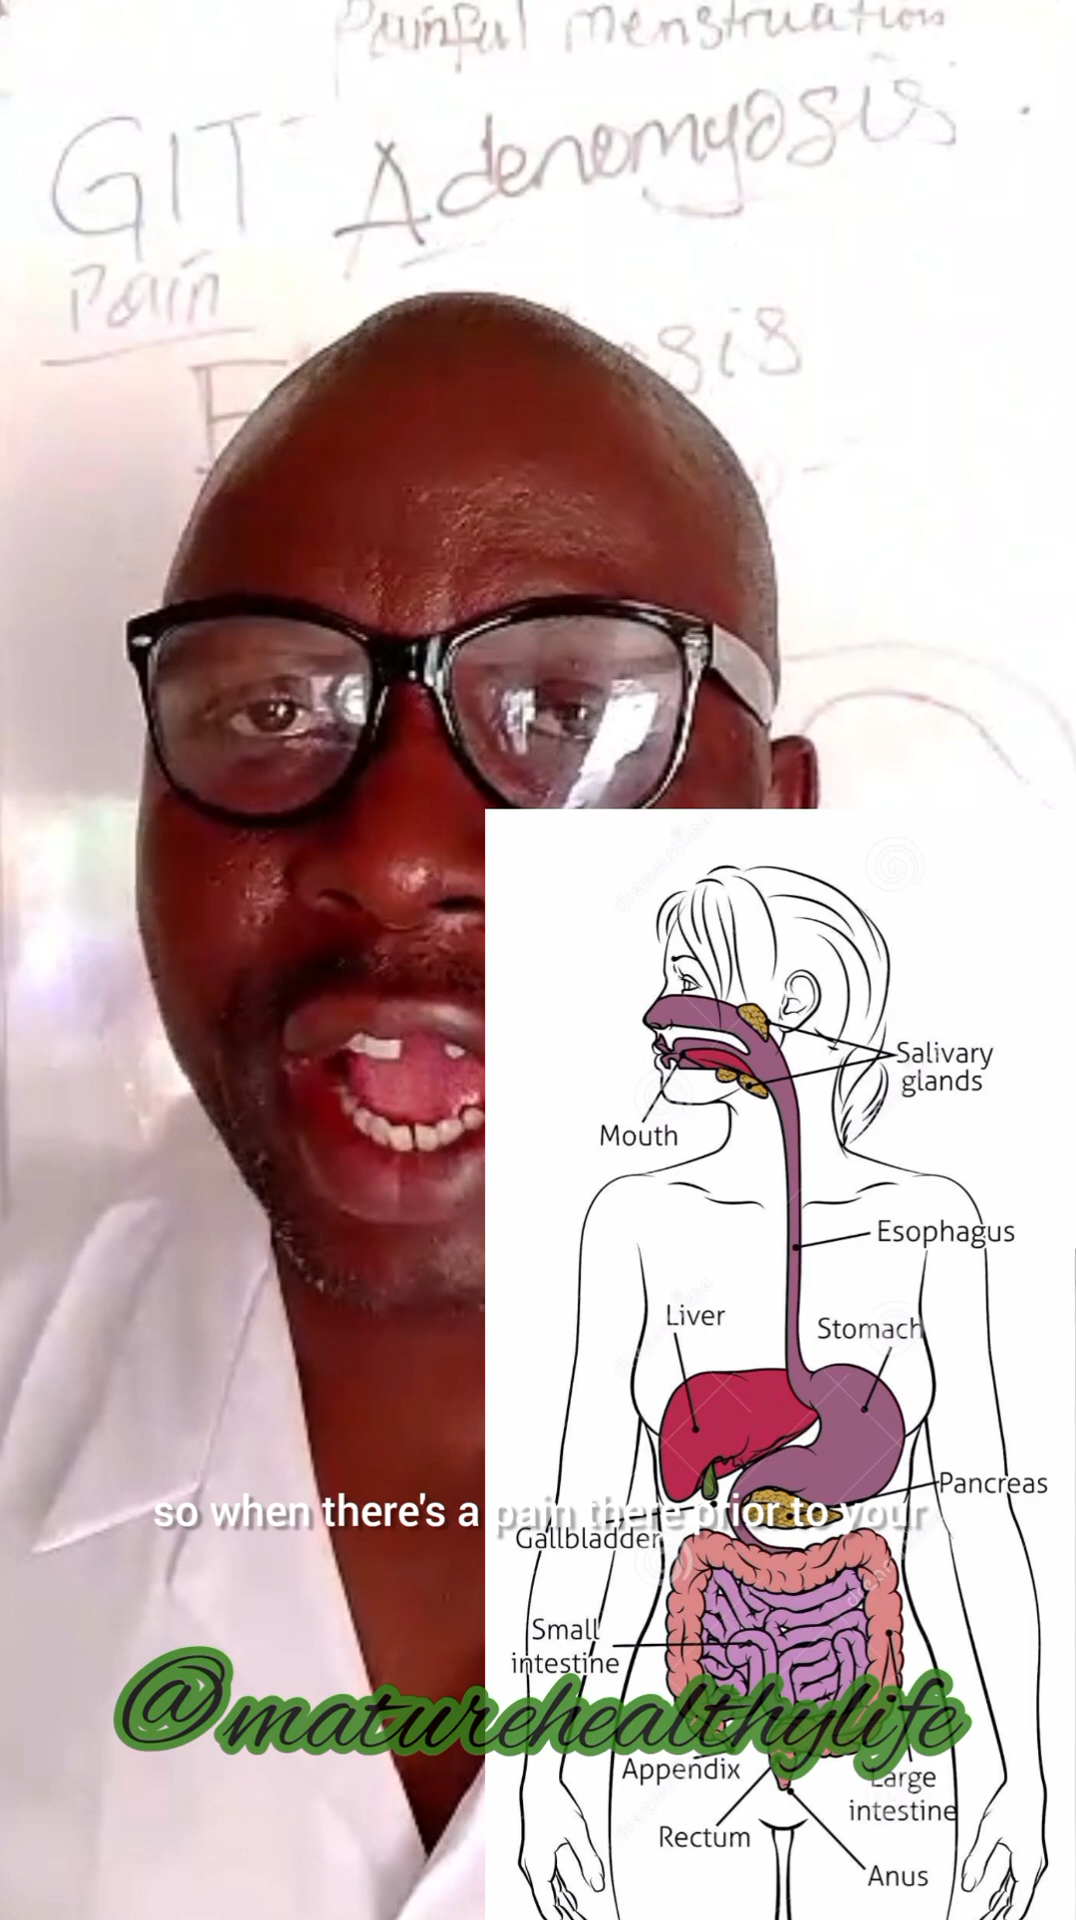 Painful menstruation
GIT - Adenomyosis.
Pain
Salivary
glands
Mouth
Esophagus
Liver
Stomach
Pancreas
so when there's a pain there prior to your
Gallbladder
Small
intestine
@maturehealthylife
Appendix
Large
intestine
Rectum
Anus